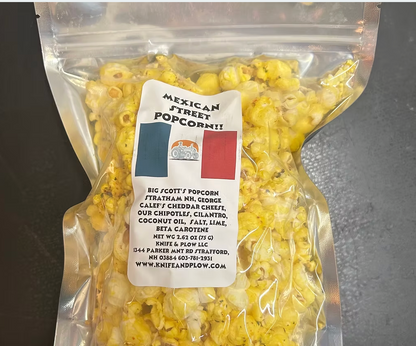 MEXICAN
STREET
POPCORN!!
BIG SCOTT'S POPCORN
STRATHAM NH, GEORGE
CALEF'S CHEDDAR CHEESE,
OUR CHIPOTLES, CILANTRO,
COCONUT OIL, SALT, LIME,
BETA CAROTENE
NET WG 2.62 OZ (75 G)
KNIFE & PLOW LLC
1344 PARKER MNT RD STRAFFORD,
NH 03884 603-781-2931
WWW.KNIFEANDPLOW.COM